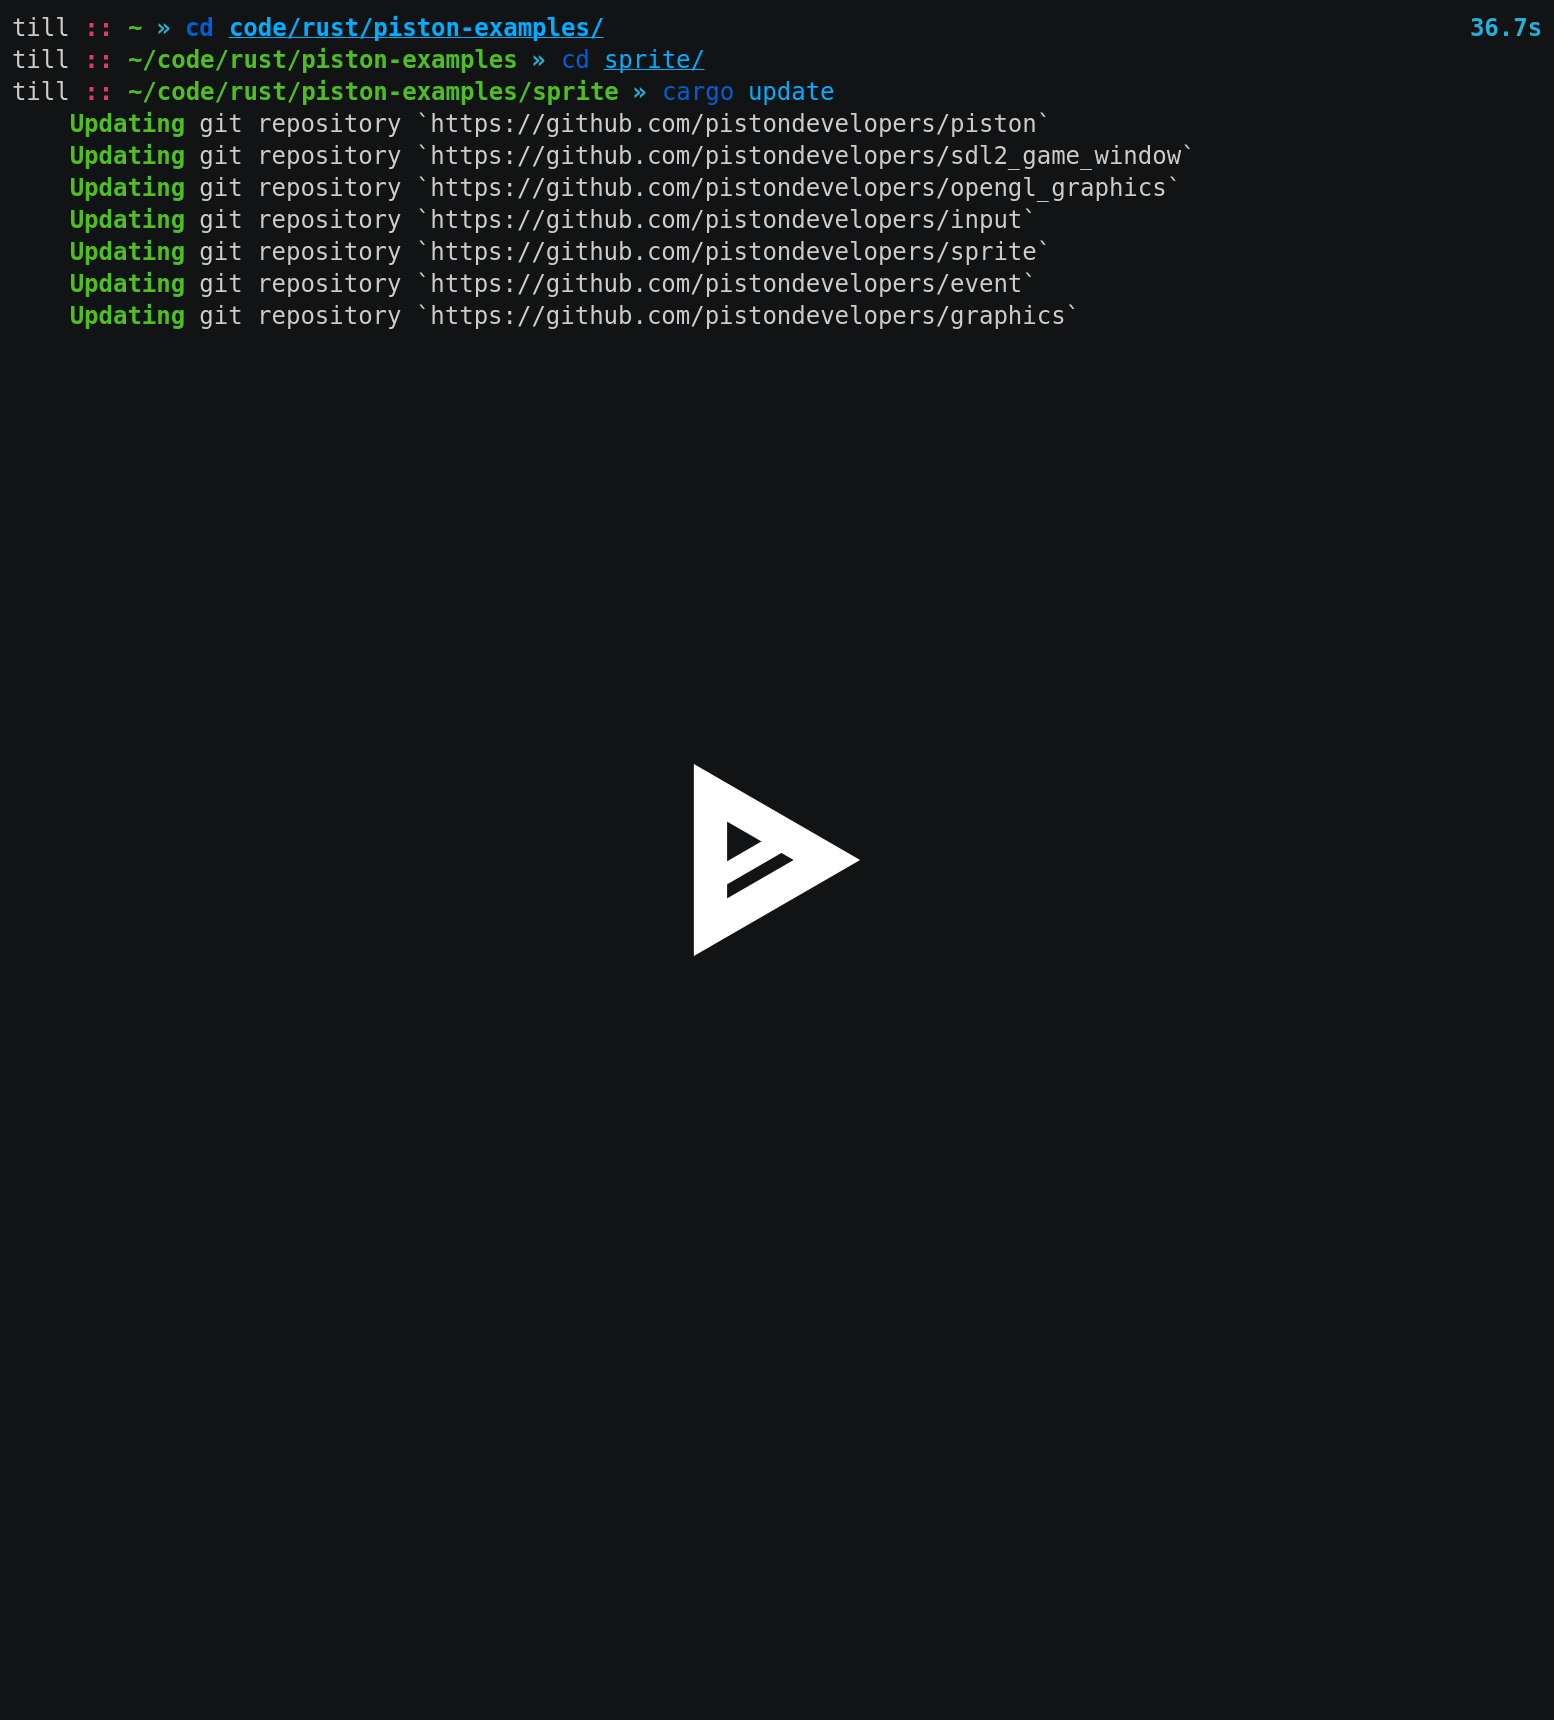 till :: ~ » cd code/rust/piston-examples/ 36.7s
till :: ~/code/rust/piston-examples » cd sprite/
till :: ~/code/rust/piston-examples/sprite » cargo update
    Updating git repository `https://github.com/pistondevelopers/piston`
    Updating git repository `https://github.com/pistondevelopers/sdl2_game_window`
    Updating git repository `https://github.com/pistondevelopers/opengl_graphics`
    Updating git repository `https://github.com/pistondevelopers/input`
    Updating git repository `https://github.com/pistondevelopers/sprite`
    Updating git repository `https://github.com/pistondevelopers/event`
    Updating git repository `https://github.com/pistondevelopers/graphics`